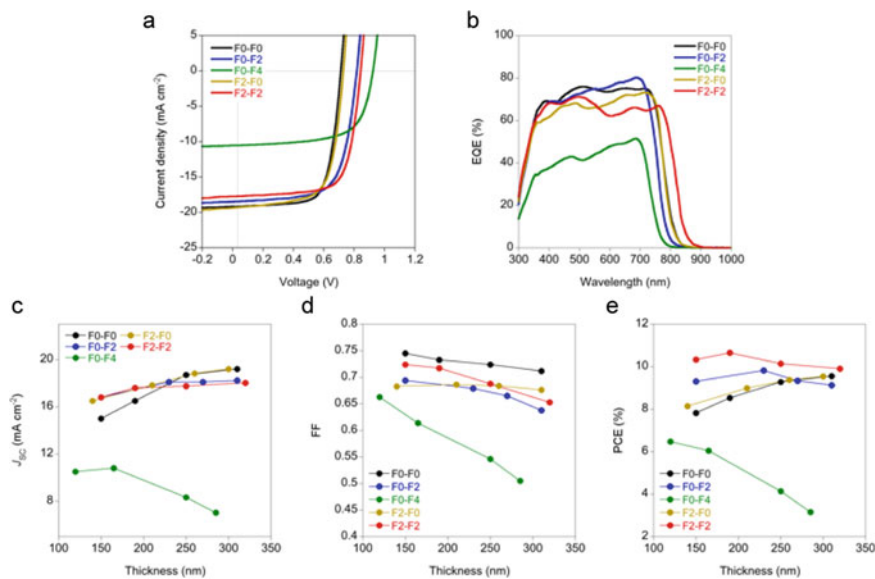 a
F0-F0
F0-F2
F0-F4
F2-F0
F2-F2
5
0
-5
-10
-15
-20
-25
Current density (mA cm⁻²)
-0.2 0 0.2 0.4 0.6 0.8 1 1.2
Voltage (V)
b
F0-F0
F0-F2
F0-F4
F2-F0
F2-F2
100
80
60
40
20
0
EQE (%)
300 400 500 600 700 800 900 1000
Wavelength (nm)
c
F0-F0 F2-F0
F0-F2 F2-F2
F0-F4
20
16
12
8
JSC (mA cm⁻²)
100 150 200 250 300 350
Thickness (nm)
d
0.8
0.75
0.7
0.65
0.6
0.55
0.5
0.45
0.4
FF
F0-F0
F0-F2
F0-F4
F2-F0
F2-F2
100 150 200 250 300 350
Thickness (nm)
e
12
10
8
6
4
2
PCE (%)
F0-F0
F0-F2
F0-F4
F2-F0
F2-F2
100 150 200 250 300 350
Thickness (nm)